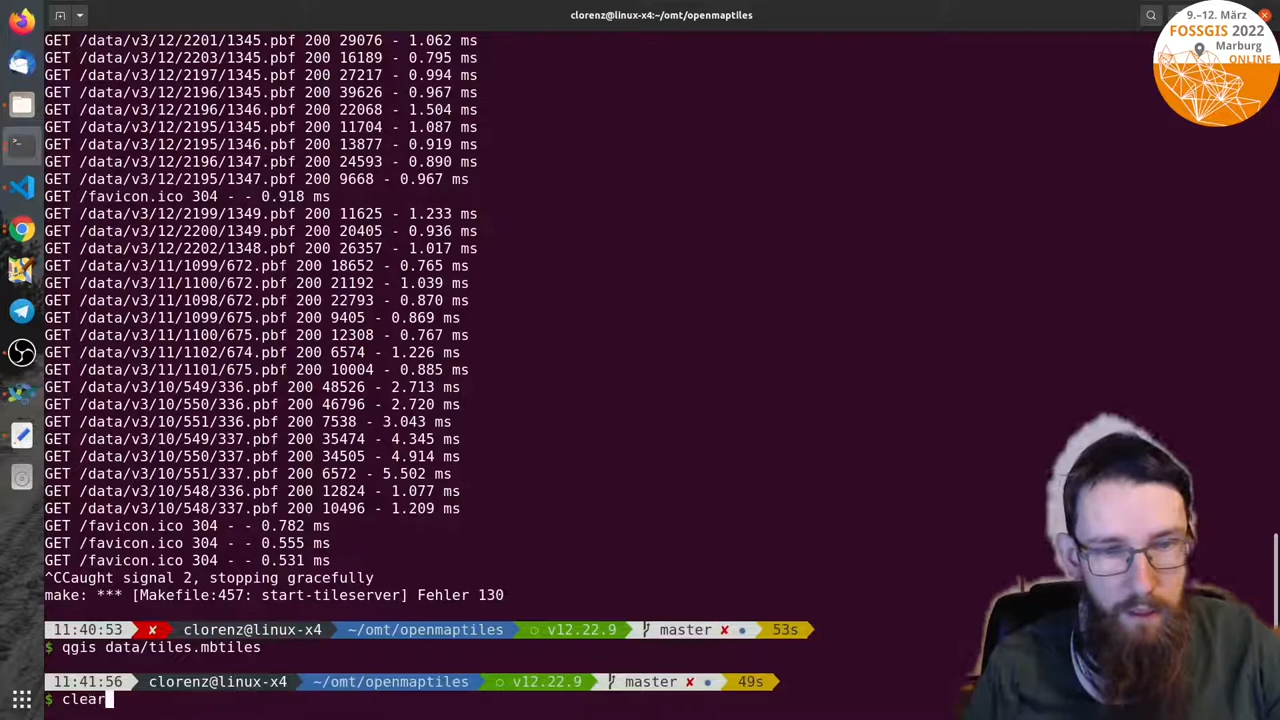 clorenz@linux-x4:~/omt/openmaptiles
9.–12. März
FOSSGIS 2022
Marburg
ONLINE
GET /data/v3/12/2201/1345.pbf 200 29076 - 1.062 ms
GET /data/v3/12/2203/1345.pbf 200 16189 - 0.795 ms
GET /data/v3/12/2197/1345.pbf 200 27217 - 0.994 ms
GET /data/v3/12/2196/1345.pbf 200 39626 - 0.967 ms
GET /data/v3/12/2196/1346.pbf 200 22068 - 1.504 ms
GET /data/v3/12/2195/1345.pbf 200 11704 - 1.087 ms
GET /data/v3/12/2195/1346.pbf 200 13877 - 0.919 ms
GET /data/v3/12/2196/1347.pbf 200 24593 - 0.890 ms
GET /data/v3/12/2195/1347.pbf 200 9668 - 0.967 ms
GET /favicon.ico 304 - - 0.918 ms
GET /data/v3/12/2199/1349.pbf 200 11625 - 1.233 ms
GET /data/v3/12/2200/1349.pbf 200 20405 - 0.936 ms
GET /data/v3/12/2202/1348.pbf 200 26357 - 1.017 ms
GET /data/v3/11/1099/672.pbf 200 18652 - 0.765 ms
GET /data/v3/11/1100/672.pbf 200 21192 - 1.039 ms
GET /data/v3/11/1098/672.pbf 200 22793 - 0.870 ms
GET /data/v3/11/1099/675.pbf 200 9405 - 0.869 ms
GET /data/v3/11/1100/675.pbf 200 12308 - 0.767 ms
GET /data/v3/11/1102/674.pbf 200 6574 - 1.226 ms
GET /data/v3/11/1101/675.pbf 200 10004 - 0.885 ms
GET /data/v3/10/549/336.pbf 200 48526 - 2.713 ms
GET /data/v3/10/550/336.pbf 200 46796 - 2.720 ms
GET /data/v3/10/551/336.pbf 200 7538 - 3.043 ms
GET /data/v3/10/549/337.pbf 200 35474 - 4.345 ms
GET /data/v3/10/550/337.pbf 200 34505 - 4.914 ms
GET /data/v3/10/551/337.pbf 200 6572 - 5.502 ms
GET /data/v3/10/548/336.pbf 200 12824 - 1.077 ms
GET /data/v3/10/548/337.pbf 200 10496 - 1.209 ms
GET /favicon.ico 304 - - 0.782 ms
GET /favicon.ico 304 - - 0.555 ms
GET /favicon.ico 304 - - 0.531 ms
^CCaught signal 2, stopping gracefully
make: *** [Makefile:457: start-tileserver] Fehler 130
11:40:53 ✘ clorenz@linux-x4 ~/omt/openmaptiles v12.22.9 master ✘ 53s
$ qgis data/tiles.mbtiles
11:41:56 clorenz@linux-x4 ~/omt/openmaptiles v12.22.9 master ✘ 49s
$ clear